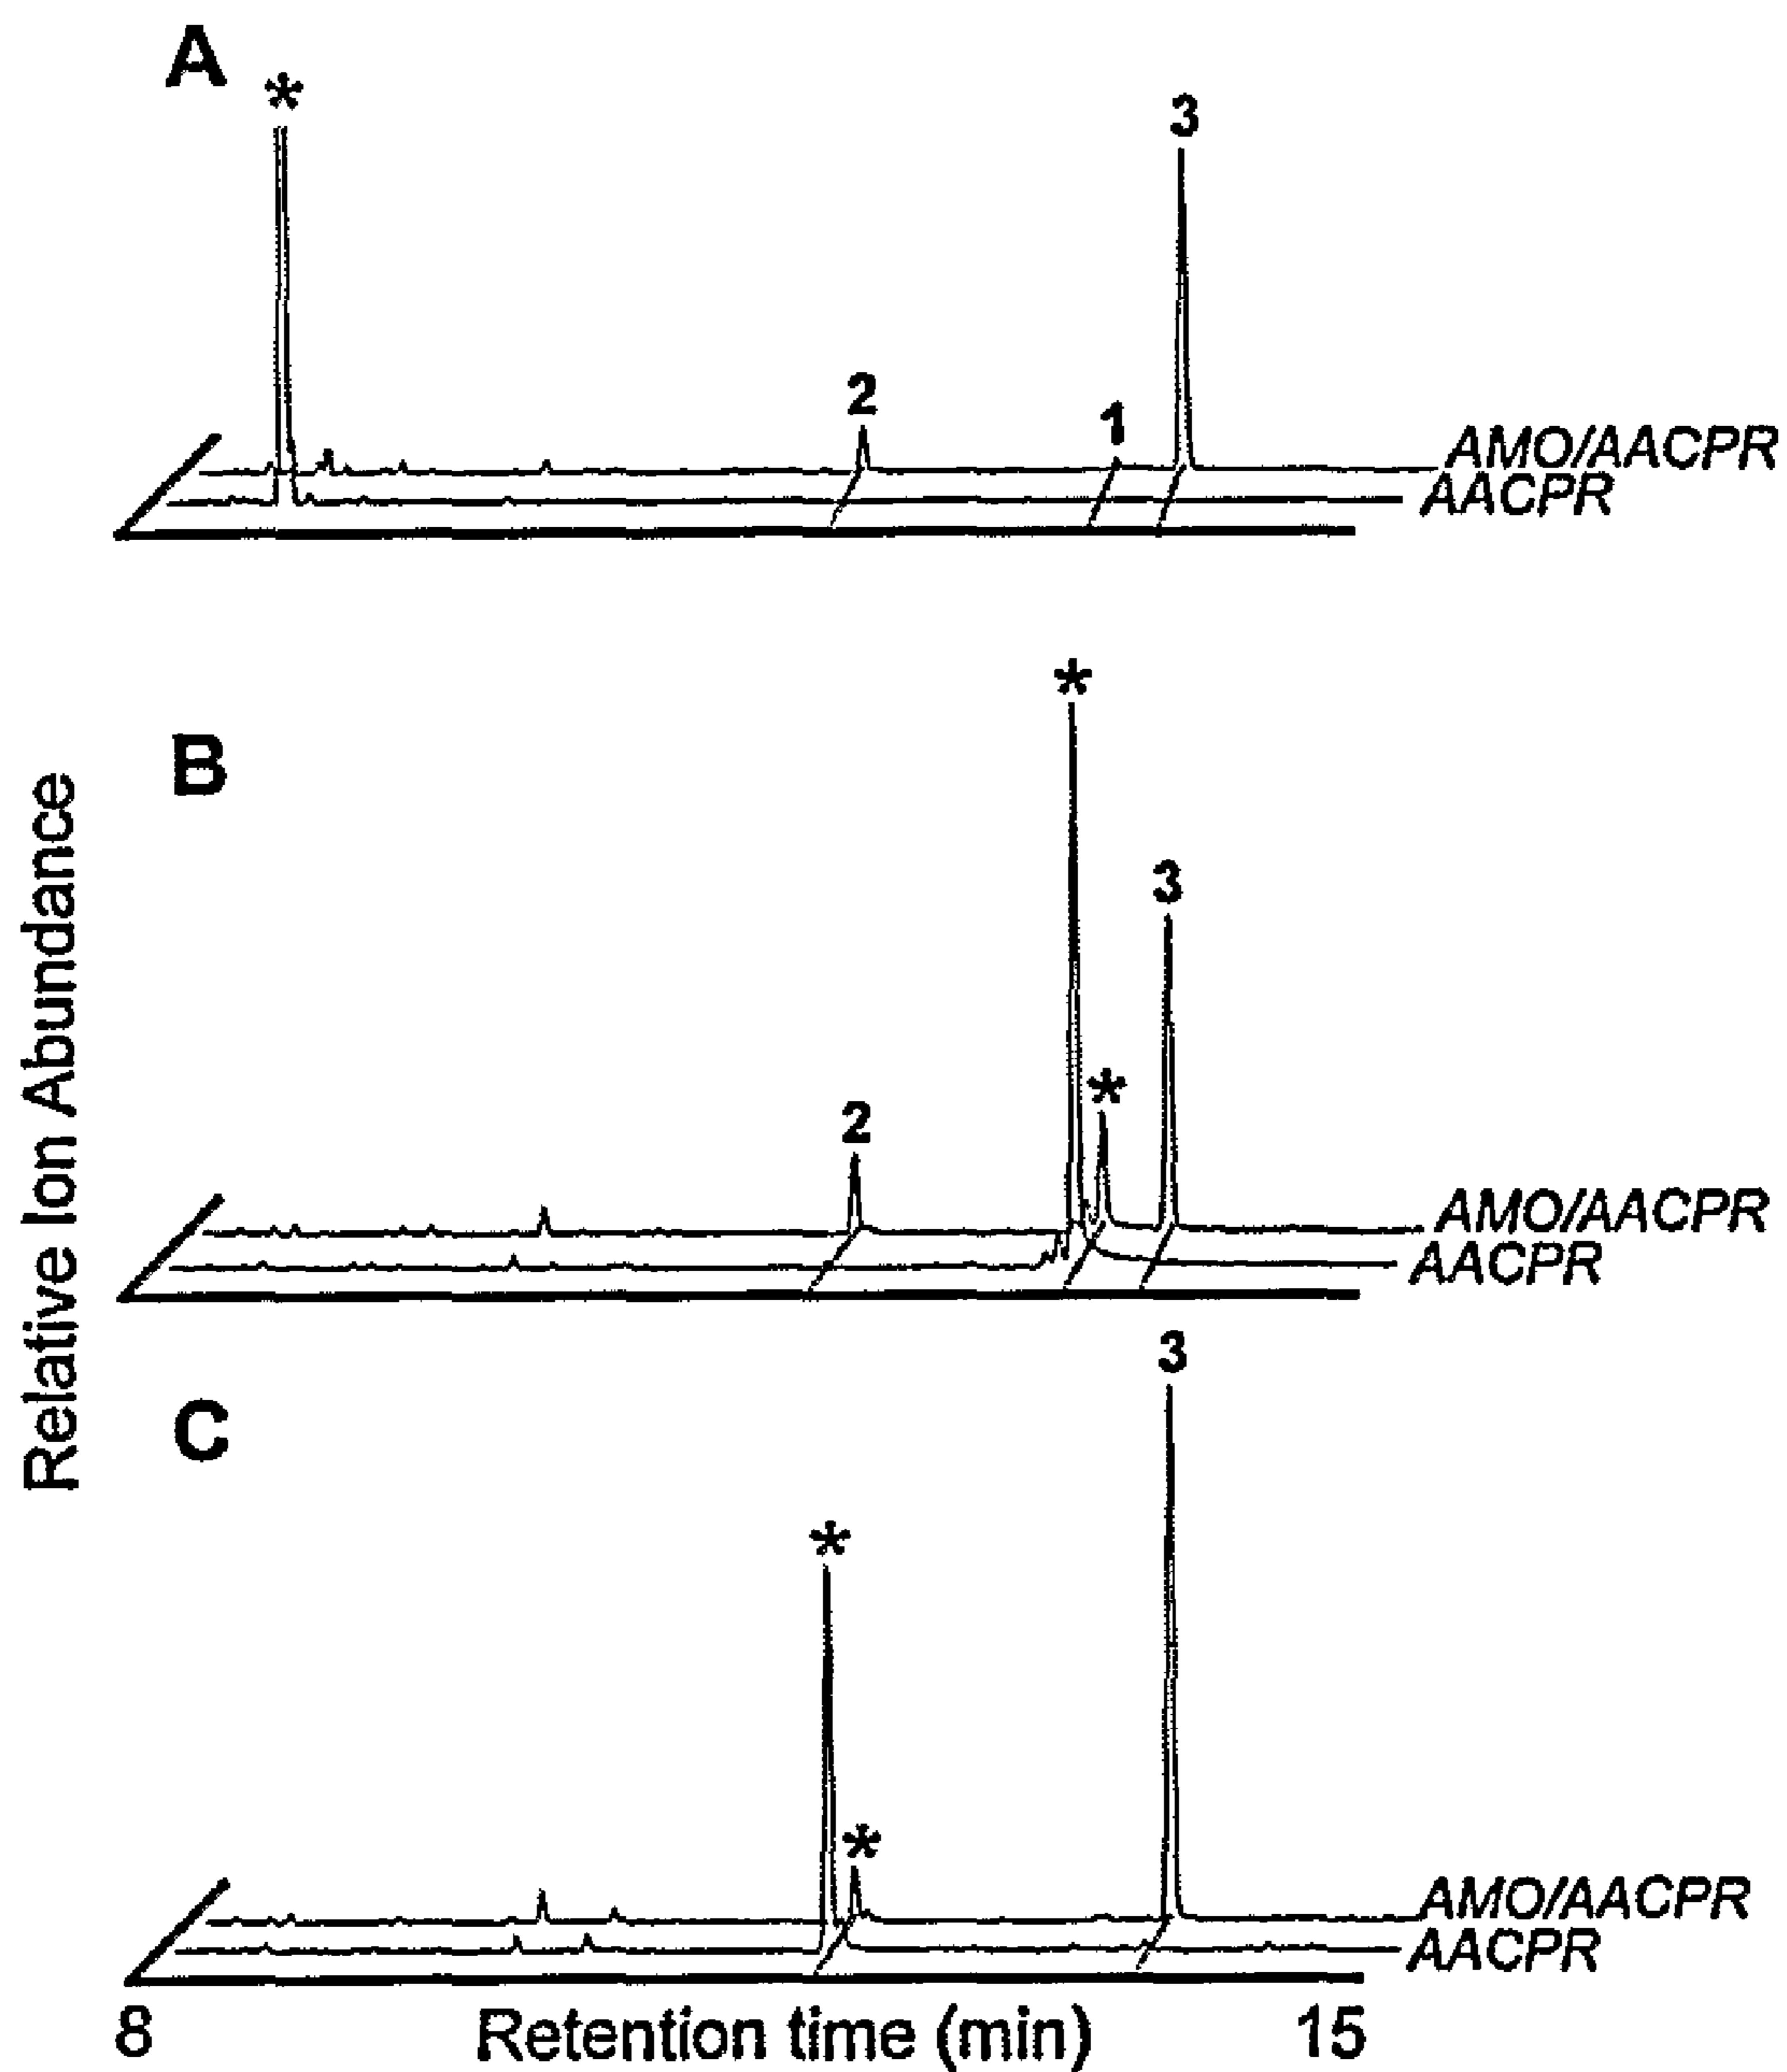 A
*
3
2
1
AMO/AACPR
AACPR
*
B
3
*
2
AMO/AACPR
AACPR
3
C
*
*
AMO/AACPR
AACPR
8
Retention time (min)
15
Relative Ion Abundance